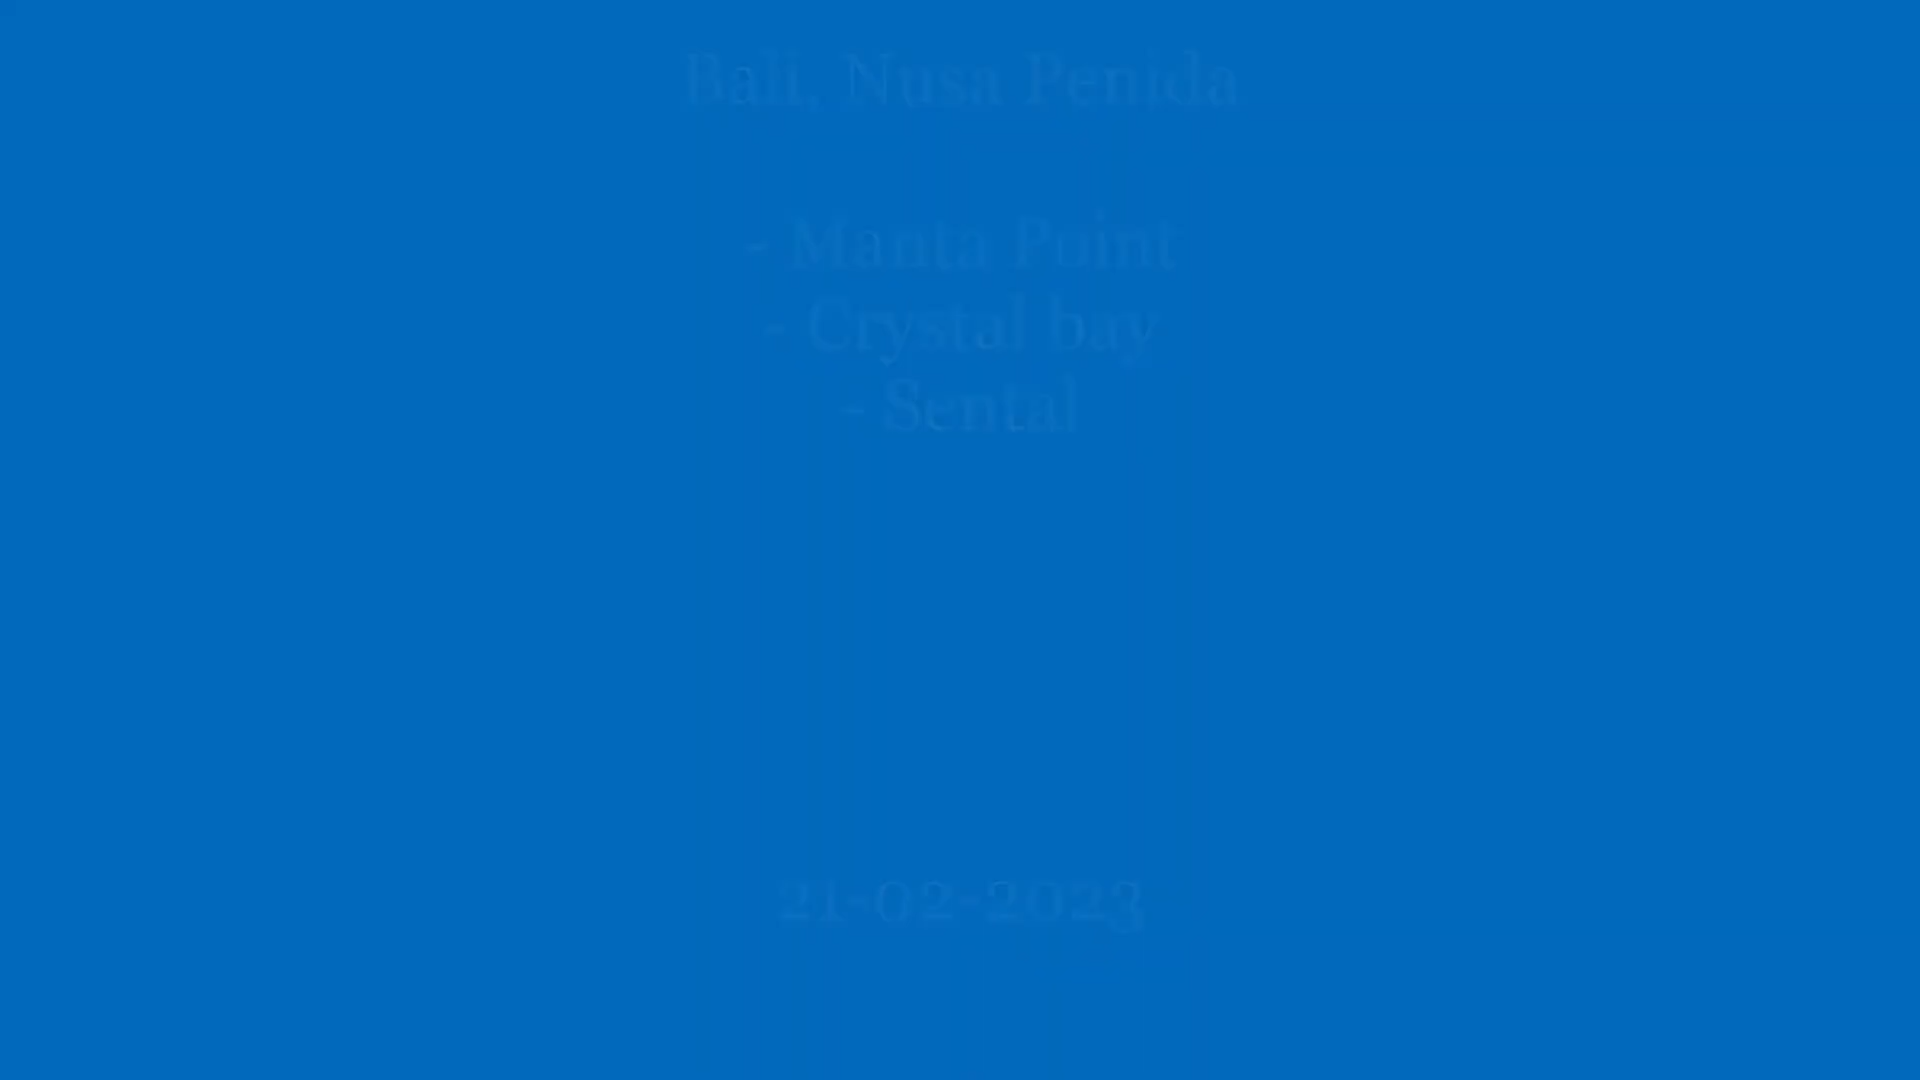 Bali, Nusa Penida
- Manta Point
- Crystal bay
- Sental
21-02-2023